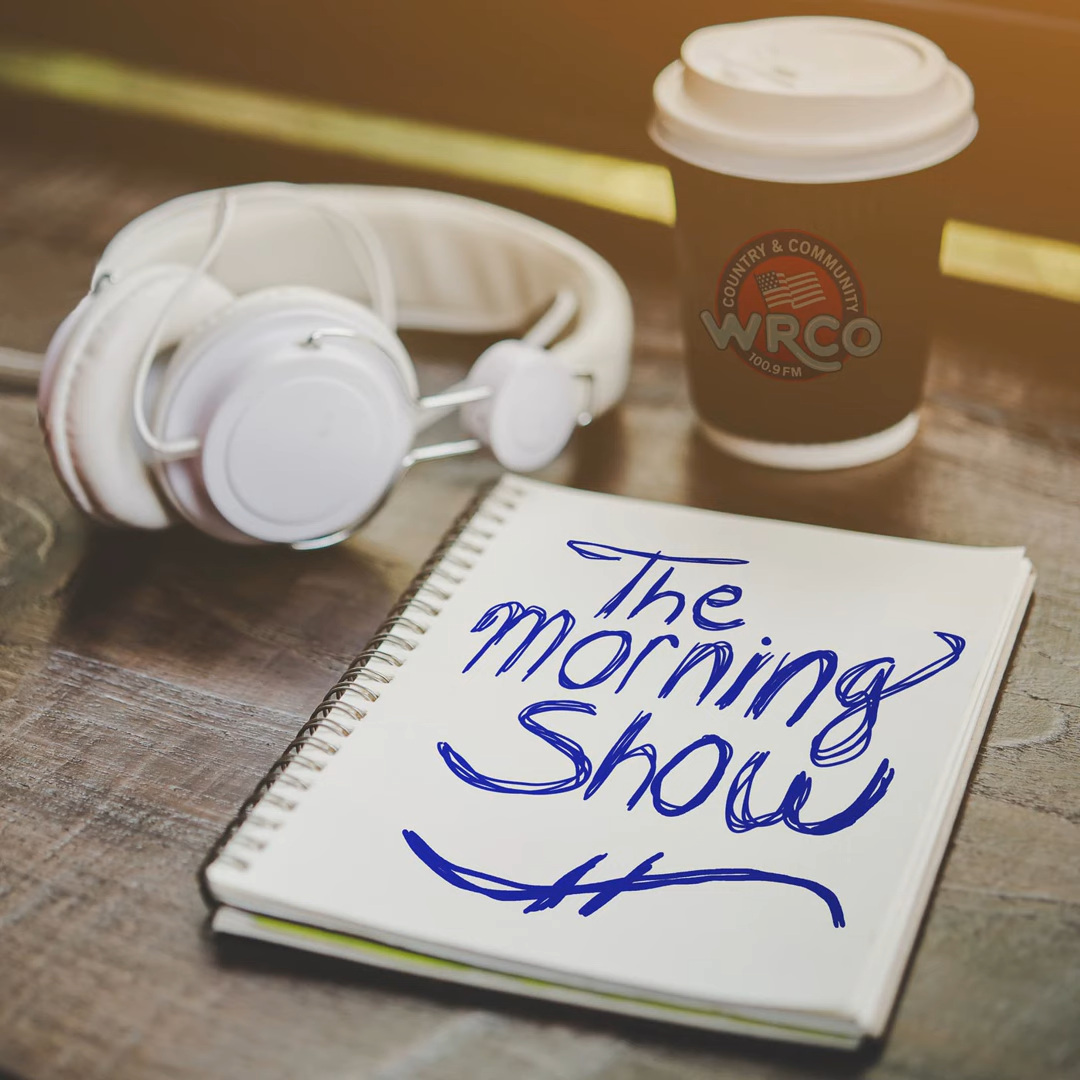 COUNTRY & COMMUNITY
WRCO
100.9 FM
The
morning
Show